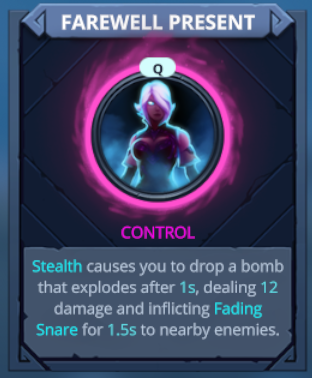 FAREWELL PRESENT
Q
CONTROL
Stealth causes you to drop a bomb
that explodes after 1s, dealing 12
damage and inflicting Fading
Snare for 1.5s to nearby enemies.